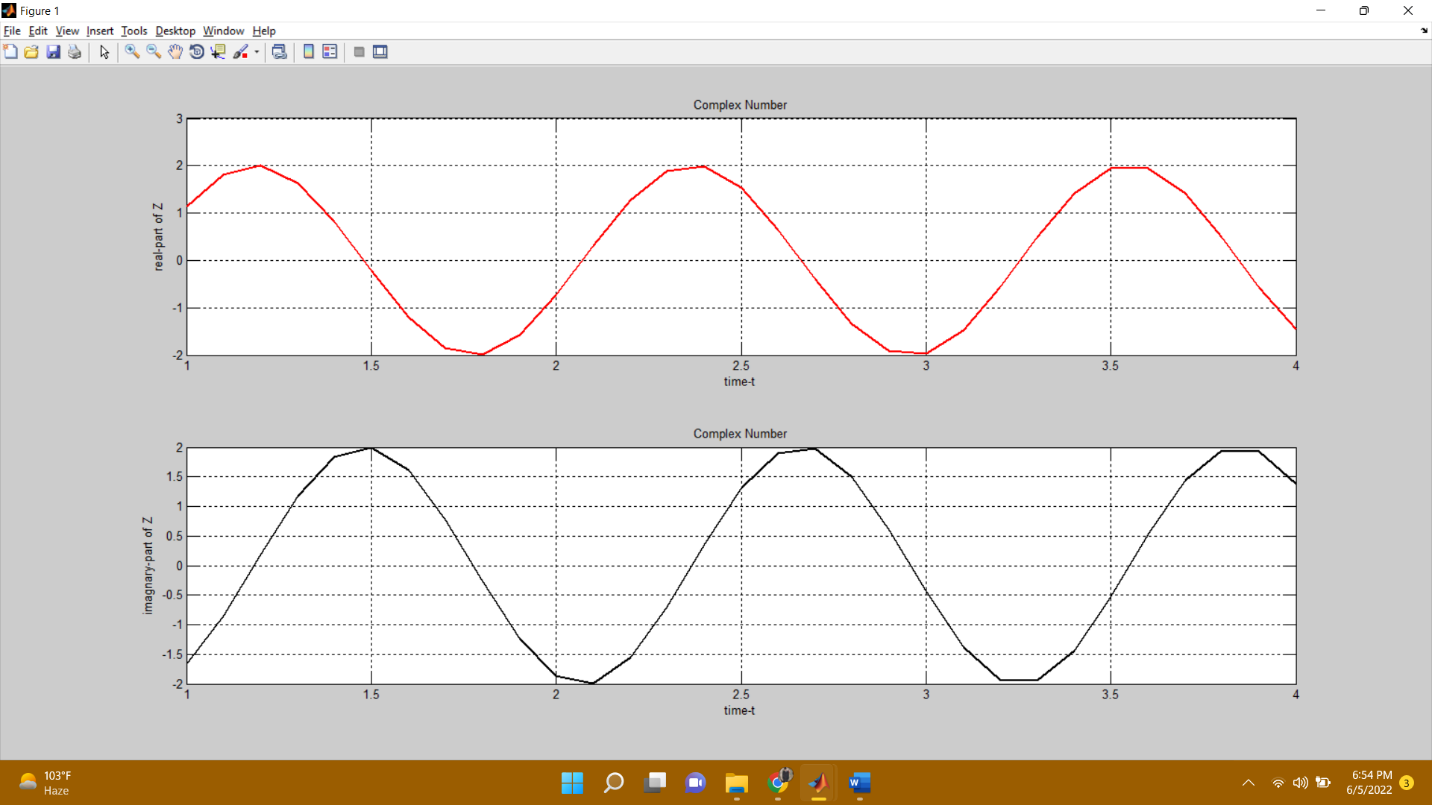 Figure 1
File Edit View Insert Tools Desktop Window Help
Complex Number
3
2
1
0
-1
-2
real-part of Z
1 1.5 2 2.5 3 3.5 4
time-t
Complex Number
2
1.5
1
0.5
0
-0.5
-1
-1.5
-2
imagnary-part of Z
1 1.5 2 2.5 3 3.5 4
time-t
103°F
Haze
W
6:54 PM
6/5/2022
3